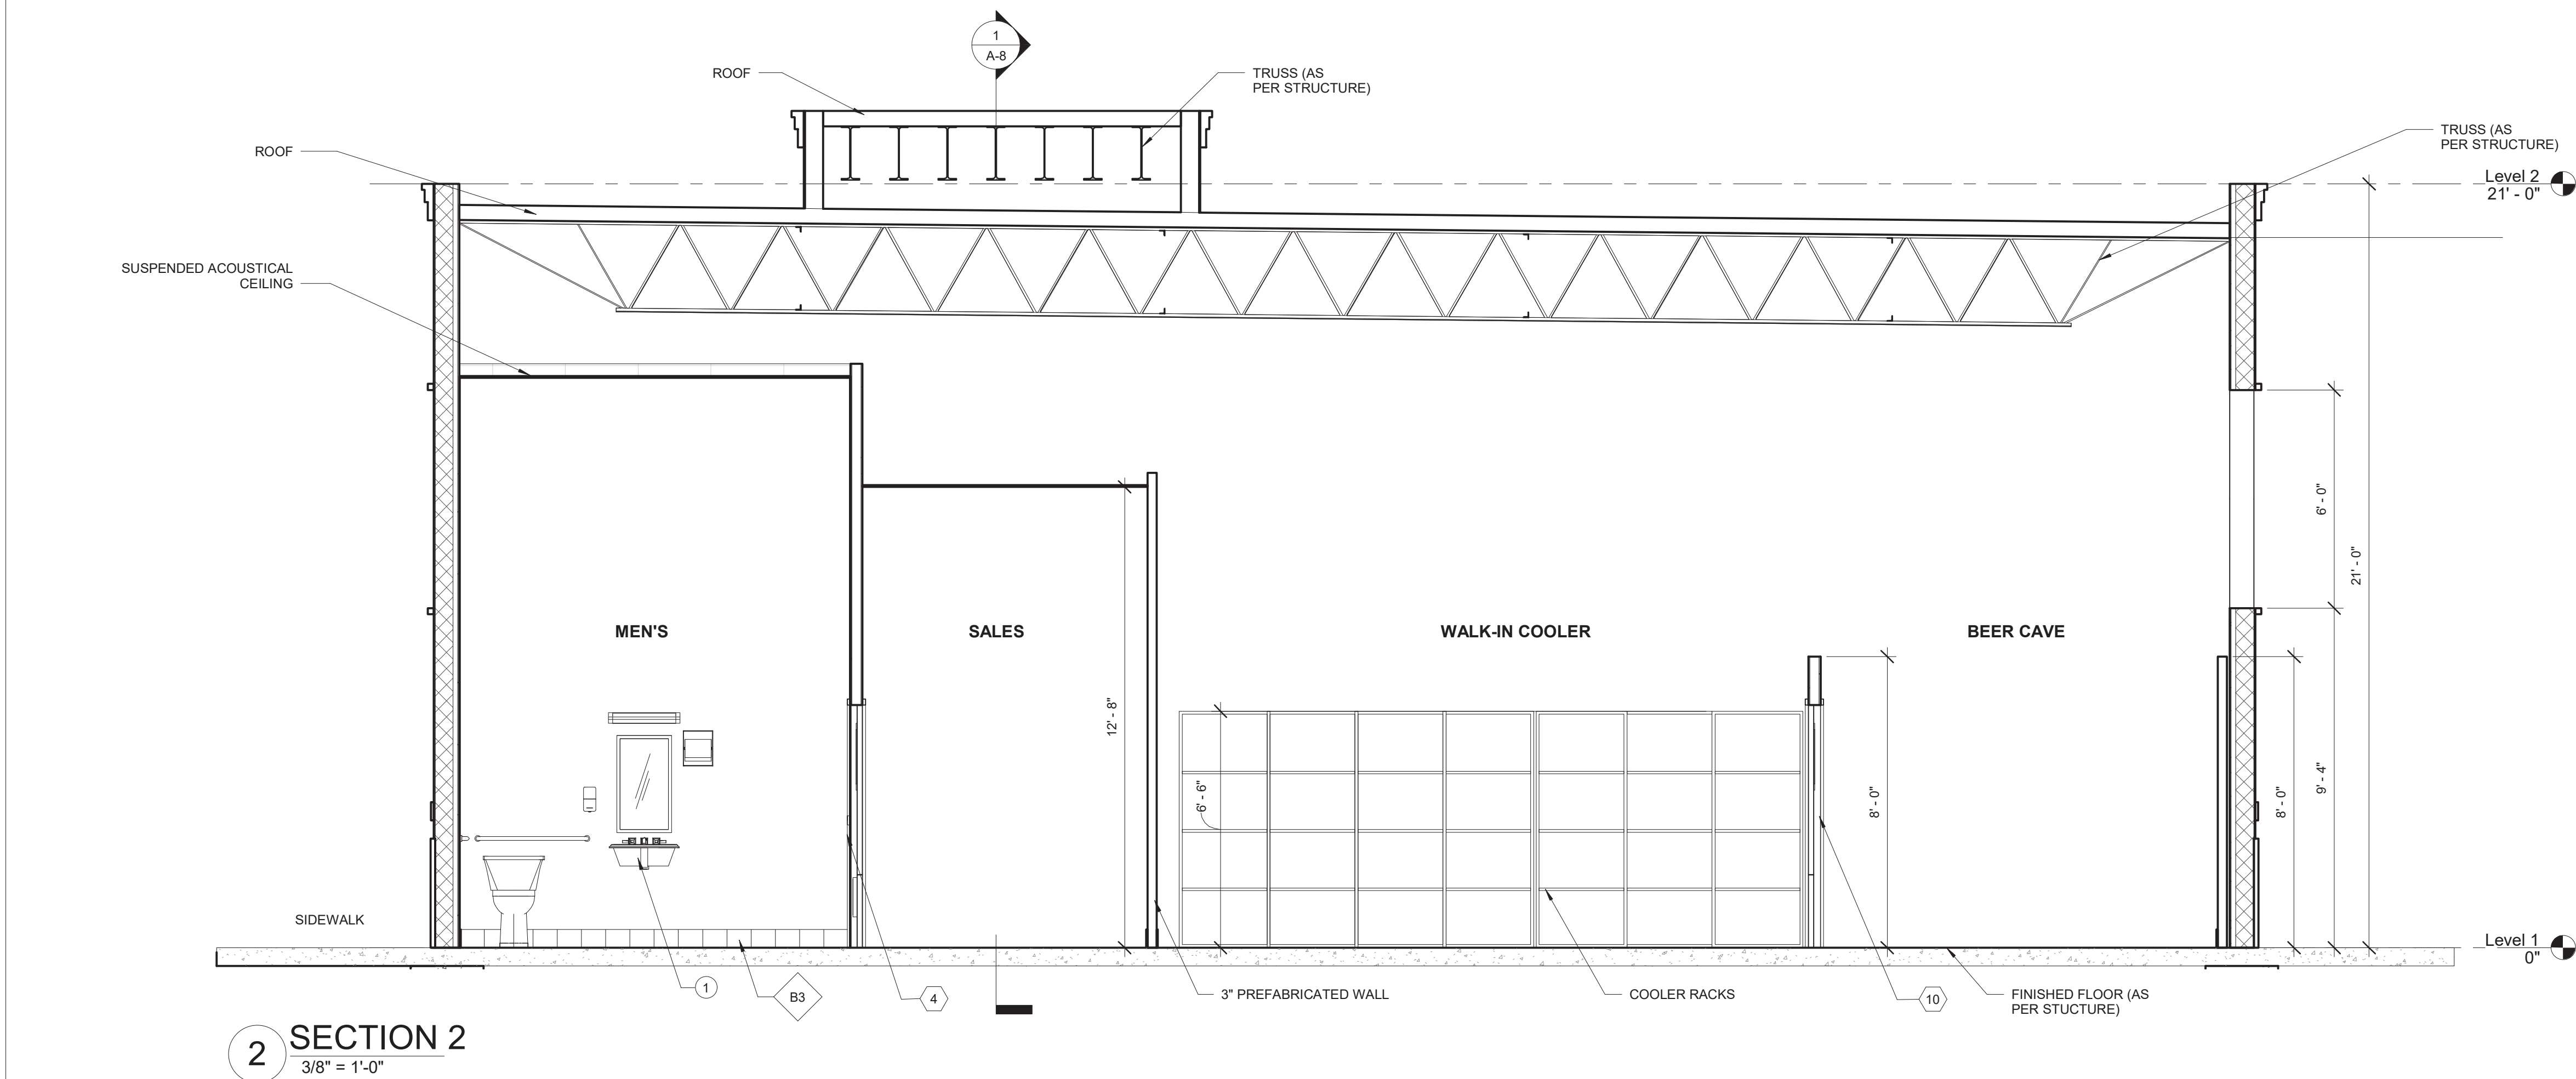 1
A-8
ROOF
TRUSS (AS
PER STRUCTURE)
TRUSS (AS
PER STRUCTURE)
ROOF
Level 2
21' - 0"
SUSPENDED ACOUSTICAL
CEILING
6' - 0"
21' - 0"
MEN'S
SALES
WALK-IN COOLER
BEER CAVE
12' - 8"
6' - 6"
8' - 0"
8' - 0"
9' - 4"
SIDEWALK
Level 1
0"
1
B3
4
3" PREFABRICATED WALL
COOLER RACKS
10
FINISHED FLOOR (AS
PER STUCTURE)
2
SECTION 2
3/8" = 1'-0"